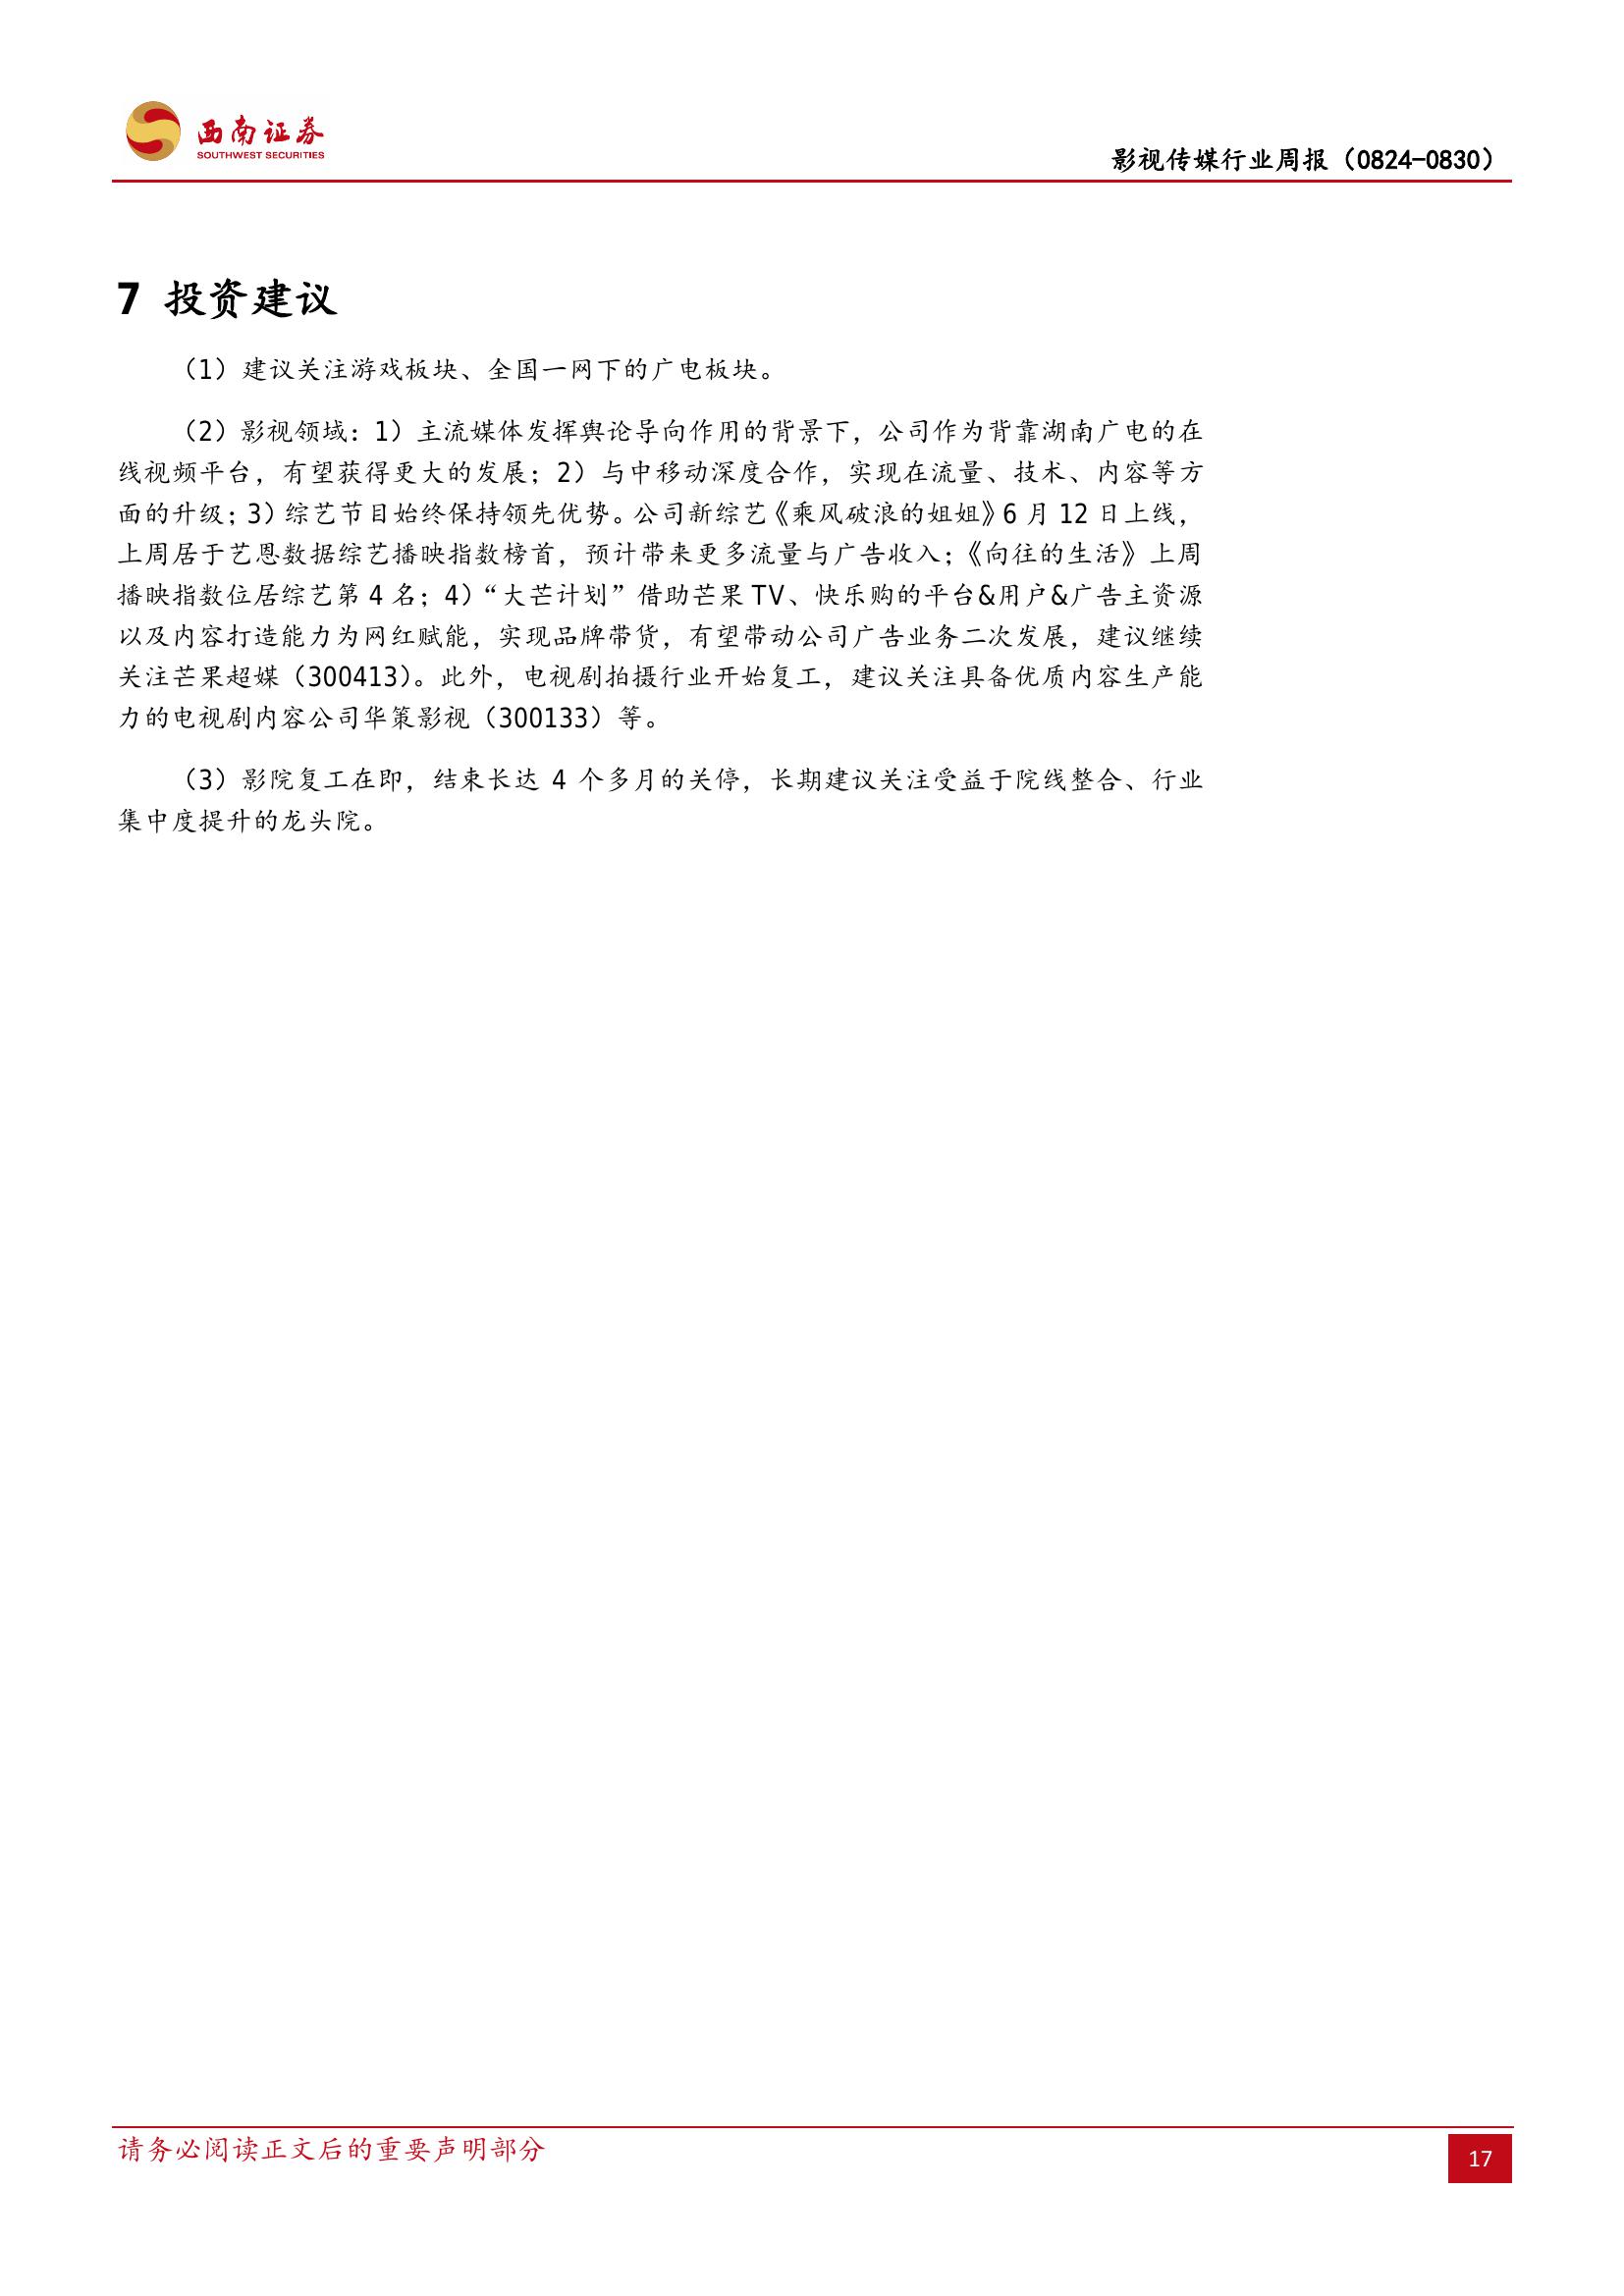 西南证券
SOUTHWEST SECURITIES
影视传媒行业周报（0824-0830）
7 投资建议
（1）建议关注游戏板块、全国一网下的广电板块。
（2）影视领域：1）主流媒体发挥舆论导向作用的背景下，公司作为背靠湖南广电的在
线视频平台，有望获得更大的发展；2）与中移动深度合作，实现在流量、技术、内容等方
面的升级；3）综艺节目始终保持领先优势。公司新综艺《乘风破浪的姐姐》6 月 12 日上线，
上周居于艺恩数据综艺播映指数榜首，预计带来更多流量与广告收入；《向往的生活》上周
播映指数位居综艺第 4 名；4）“大芒计划”借助芒果 TV、快乐购的平台&用户&广告主资源
以及内容打造能力为网红赋能，实现品牌带货，有望带动公司广告业务二次发展，建议继续
关注芒果超媒（300413）。此外，电视剧拍摄行业开始复工，建议关注具备优质内容生产能
力的电视剧内容公司华策影视（300133）等。
（3）影院复工在即，结束长达 4 个多月的关停，长期建议关注受益于院线整合、行业
集中度提升的龙头院。
请务必阅读正文后的重要声明部分
17